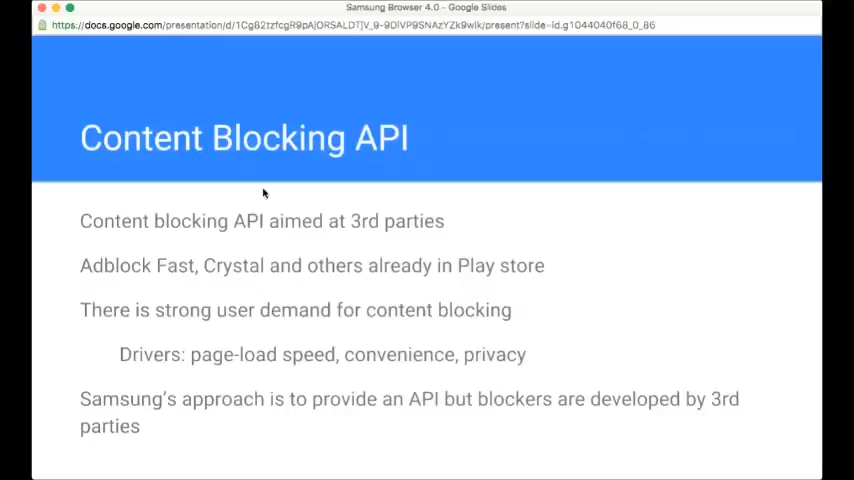 Samsung Browser 4.0 - Google Slides
Content Blocking API
Content blocking API aimed at 3rd parties
Adblock Fast, Crystal and others already in Play store
There is strong user demand for content blocking
Drivers: page-load speed, convenience, privacy
Samsung's approach is to provide an API but blockers are developed by 3rd
parties